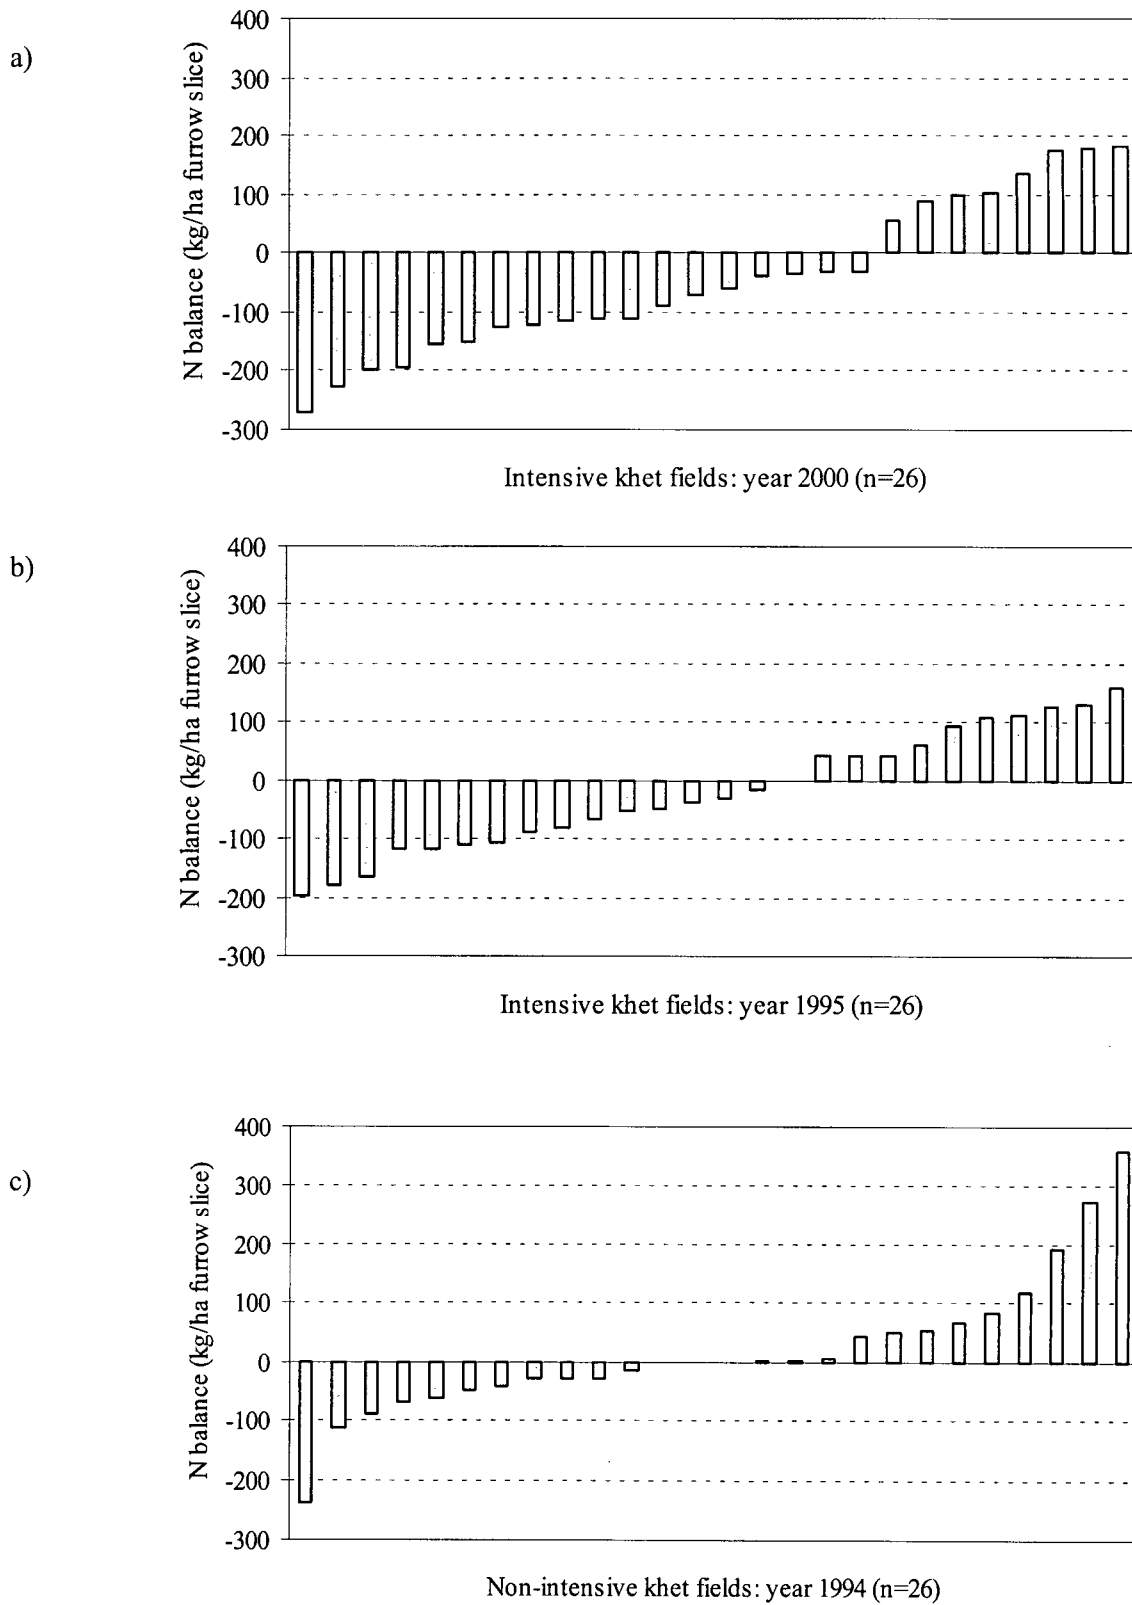 a)
N balance (kg/ha furrow slice)
400
300
200
100
0
-100
-200
-300
Intensive khet fields: year 2000 (n=26)
b)
N balance (kg/ha furrow slice)
400
300
200
100
0
-100
-200
-300
Intensive khet fields: year 1995 (n=26)
c)
N balance (kg/ha furrow slice)
400
300
200
100
0
-100
-200
-300
Non-intensive khet fields: year 1994 (n=26)